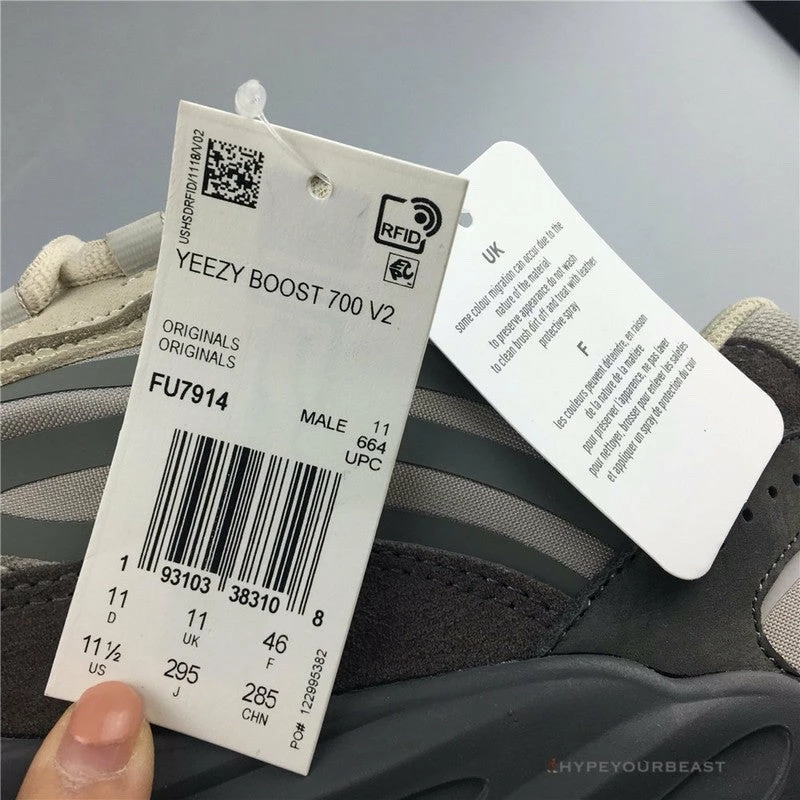 USHSDRFID/1118/V02
RFID
YEEZY BOOST 700 V2
ORIGINALS
ORIGINALS
FU7914
MALE 11
664
UPC
1 93103 38310 8
11
D
11
UK
46
F
11 ½
US
295
J
285
CHN
PO# 122995382
UK
some colour migration can occur due to the
nature of the material
to preserve appearance do not wash
to clean brush dirt off and treat with leather
protective spray
F
les couleurs peuvent déteindre, en raison
de la nature de la matière
pour préserver l'apparence, ne pas laver
pour nettoyer, brosser pour enlever les saletés
et appliquer un spray de protection du cuir
HYPEYOURBEAST